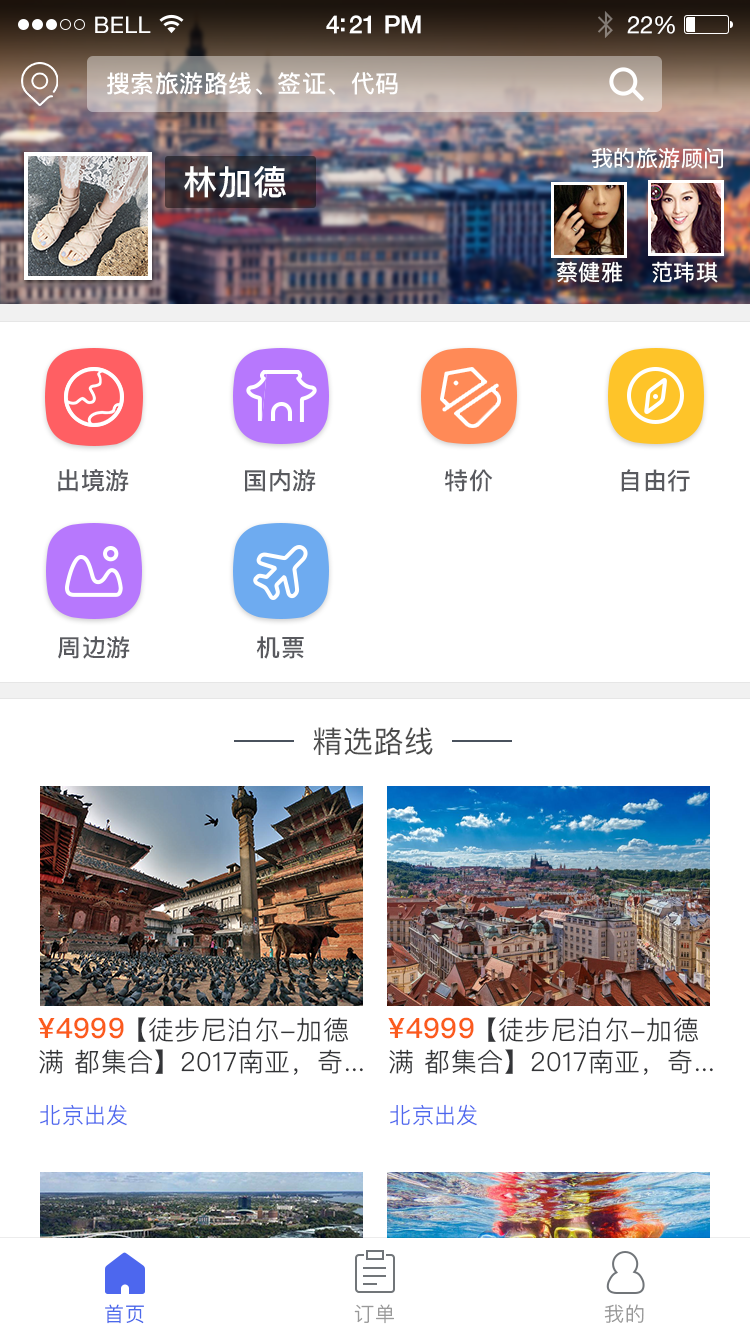 BELL 4:21 PM 22%
搜索旅游路线、签证、代码
我的旅游顾问
林加德
蔡健雅 范玮琪
出境游 国内游 特价 自由行
周边游 机票
精选路线
¥4999【徒步尼泊尔–加德
满 都集合】2017南亚，奇...
北京出发
¥4999【徒步尼泊尔–加德
满 都集合】2017南亚，奇...
北京出发
首页 订单 我的